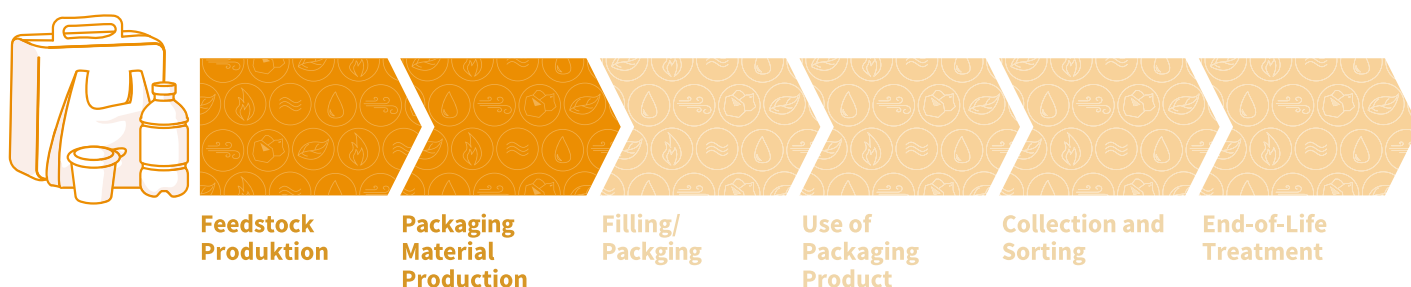 Feedstock
Produktion
Packaging
Material
Production
Filling/
Packging
Use of
Packaging
Product
Collection and
Sorting
End-of-Life
Treatment